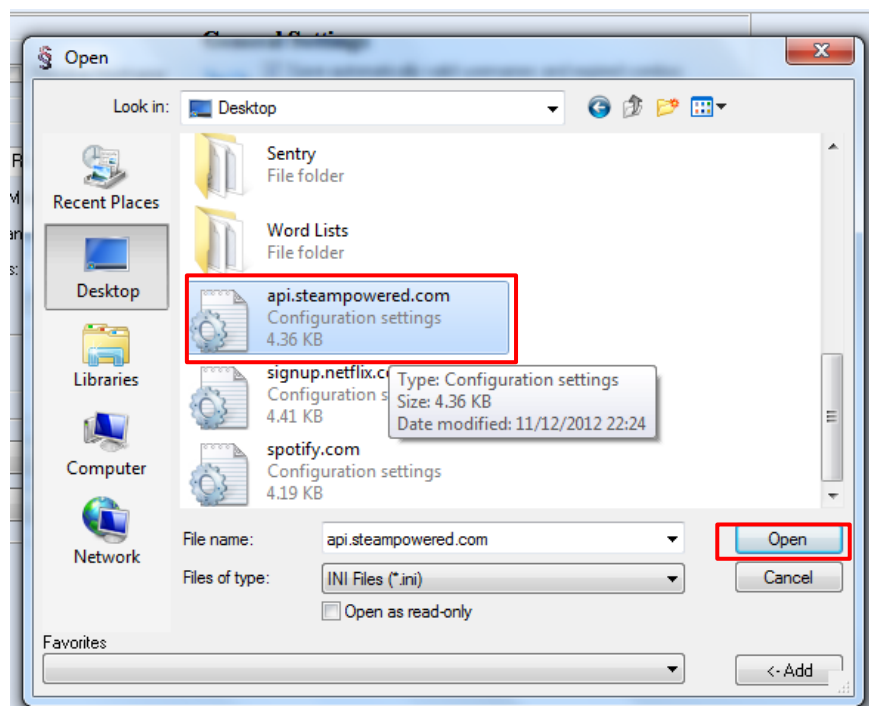 General Settings
Open
Look in:
Desktop
Recent Places
Desktop
Libraries
Computer
Network
Sentry
File folder
Word Lists
File folder
api.steampowered.com
Configuration settings
4.36 KB
signup.netflix.c
Configuration s
4.41 KB
Type: Configuration settings
Size: 4.36 KB
Date modified: 11/12/2012 22:24
spotify.com
Configuration settings
4.19 KB
File name:
api.steampowered.com
Open
Files of type:
INI Files (*.ini)
Cancel
Open as read-only
Favorites
<- Add